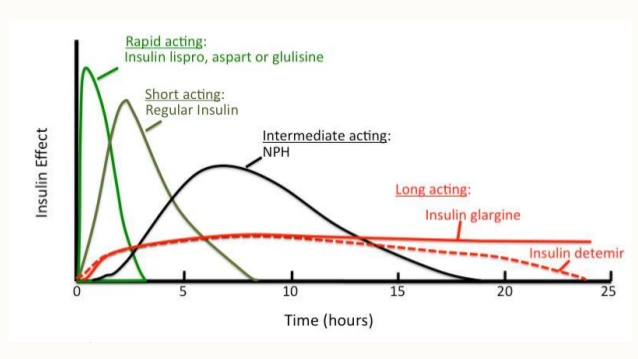 Rapid acting:
Insulin lispro, aspart or glulisine
Short acting:
Regular Insulin
Intermediate acting:
NPH
Long acting:
Insulin glargine
Insulin detemir
Insulin Effect
0
5
10
15
20
25
Time (hours)